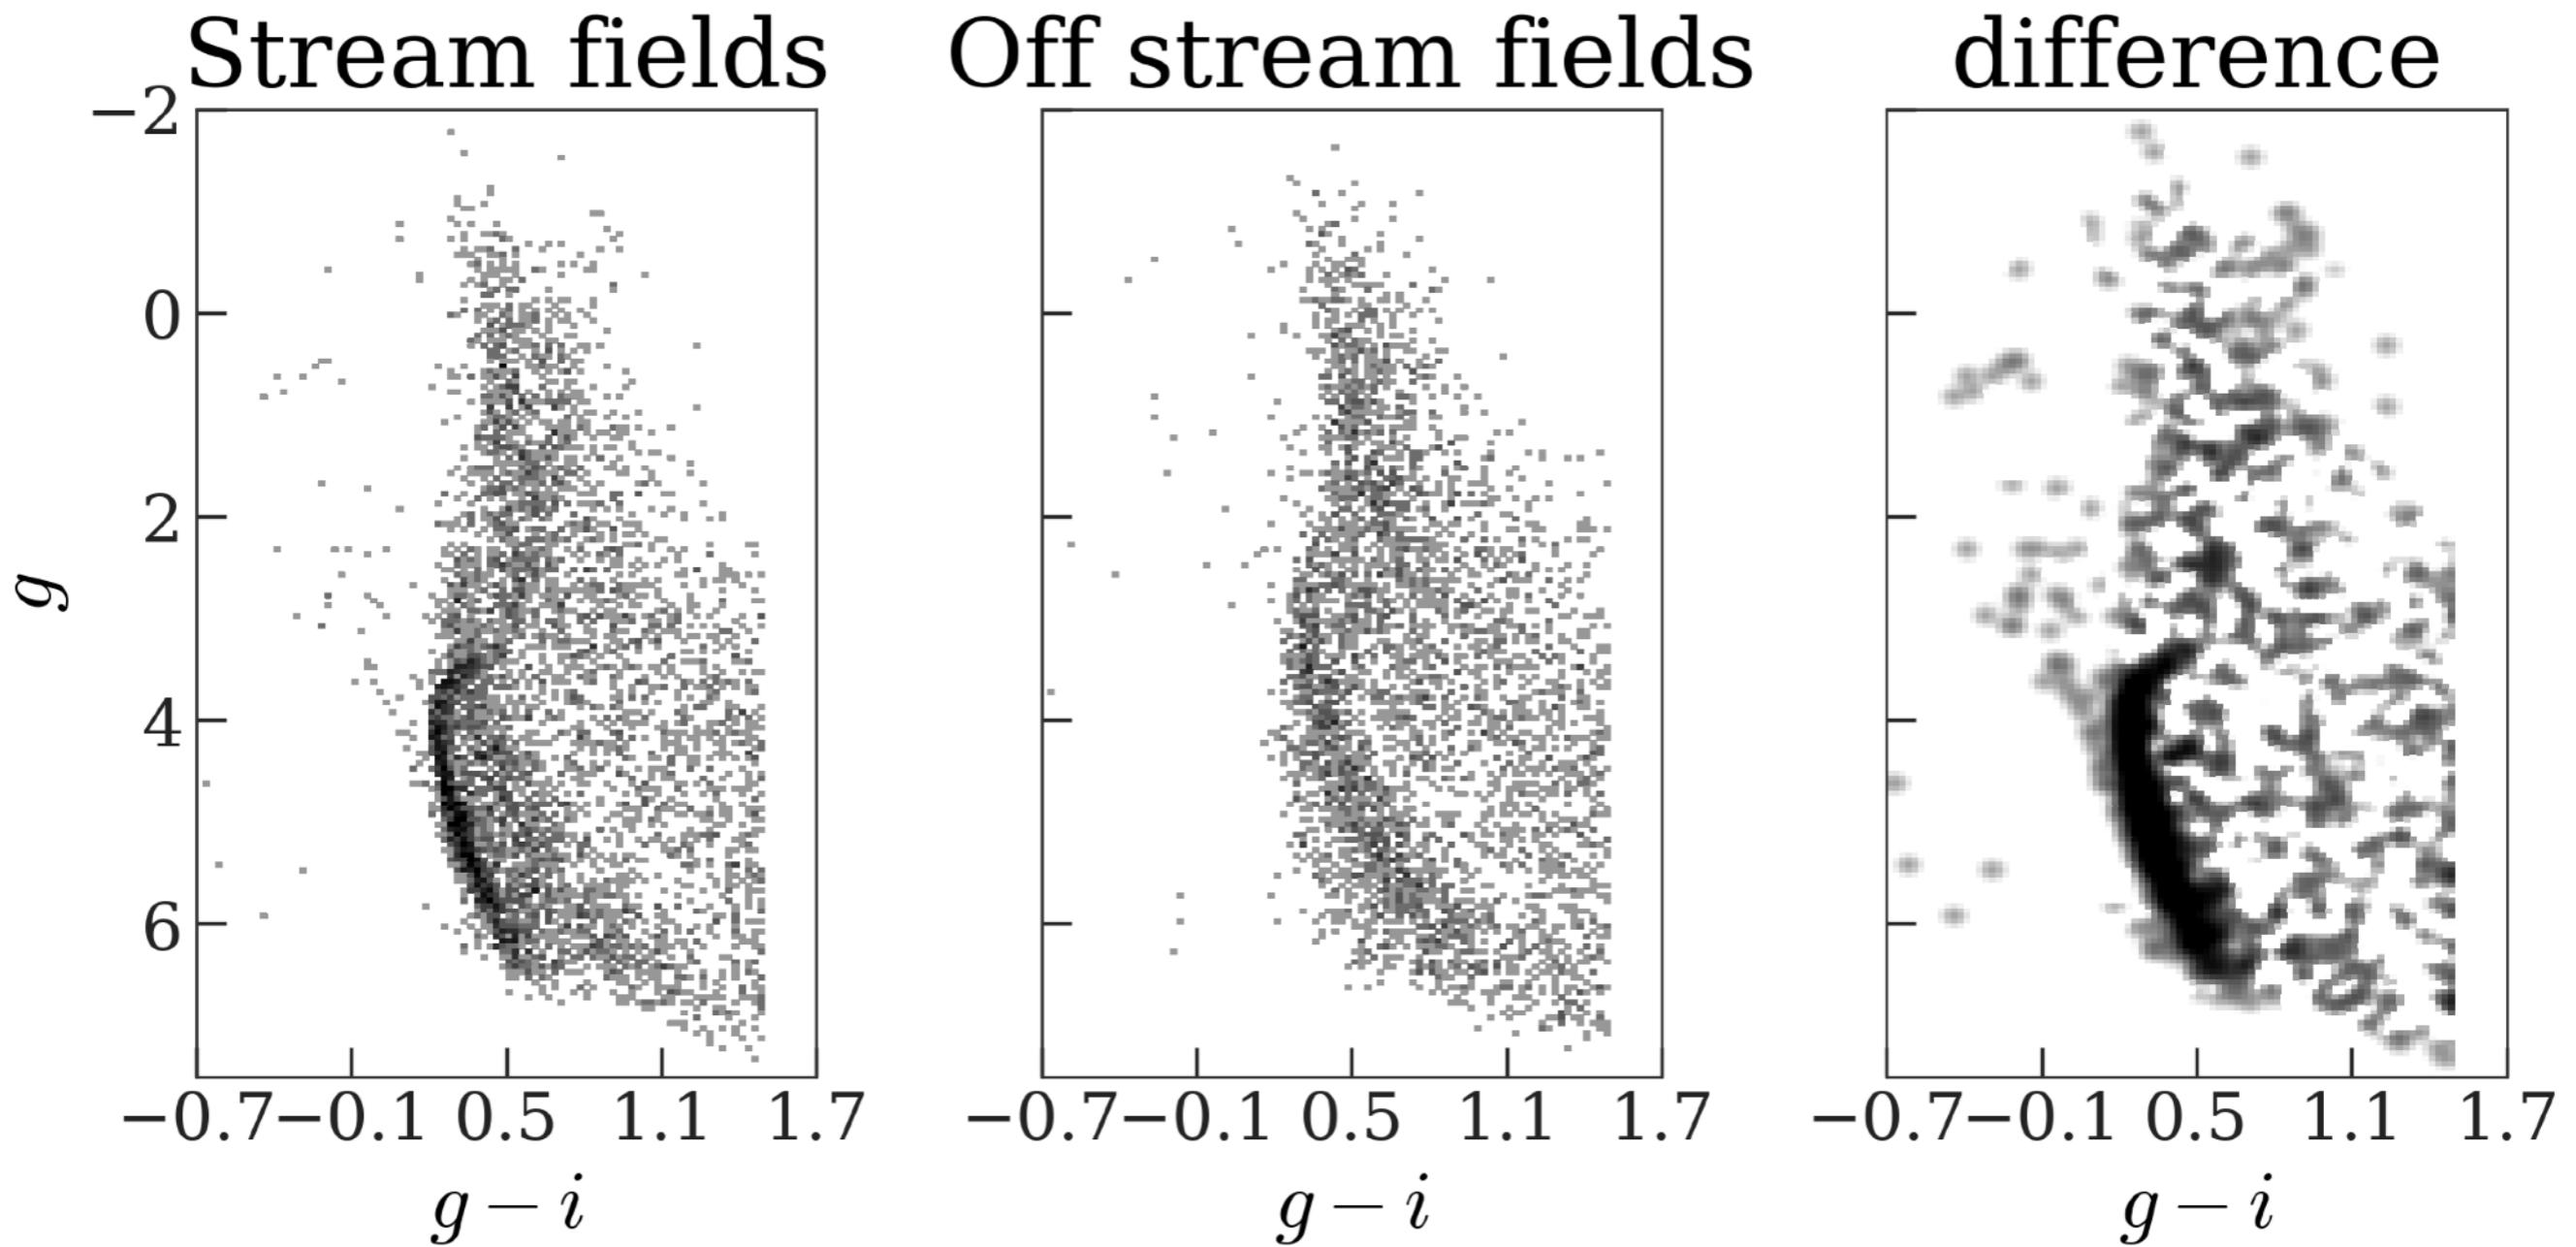 Stream fields
Off stream fields
difference
−2
0
2
4
6
g
−0.7 −0.1 0.5 1.1 1.7
−0.7 −0.1 0.5 1.1 1.7
−0.7 −0.1 0.5 1.1 1.7
g − i
g − i
g − i